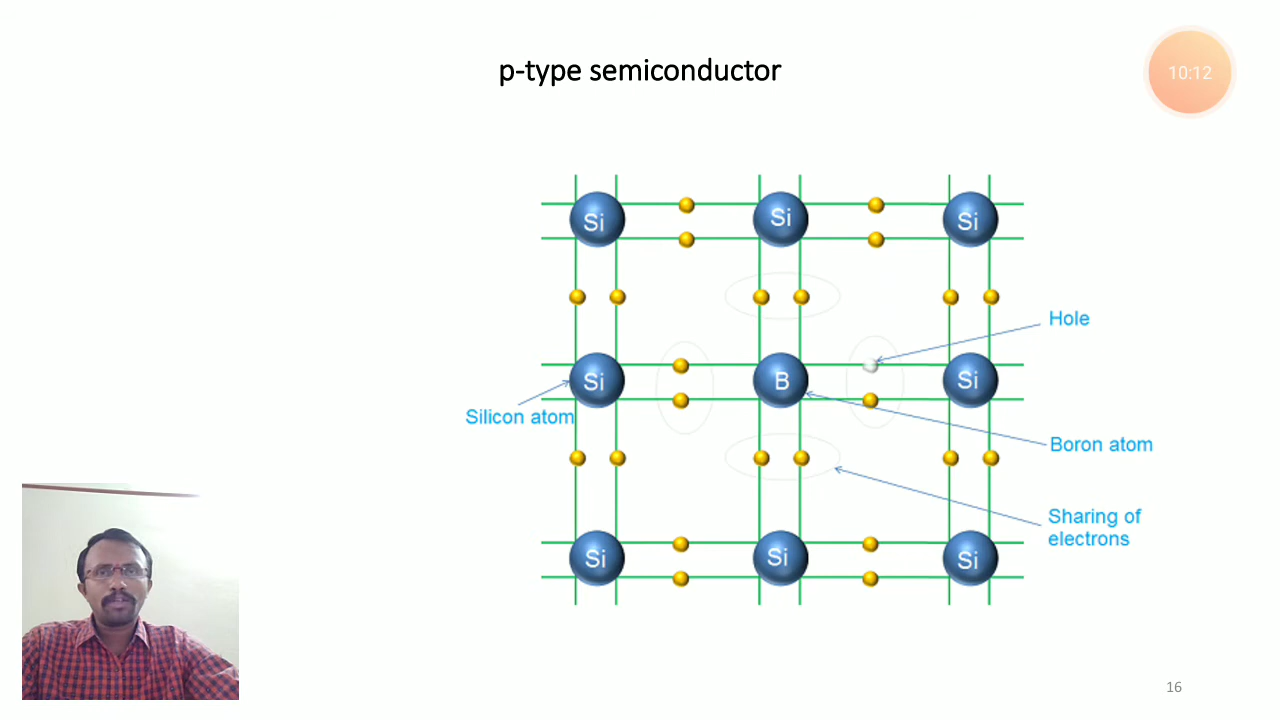 p-type semiconductor
10:12
Si
Si
Si
Hole
Si
B
Si
Silicon atom
Boron atom
Sharing of
electrons
Si
Si
Si
16